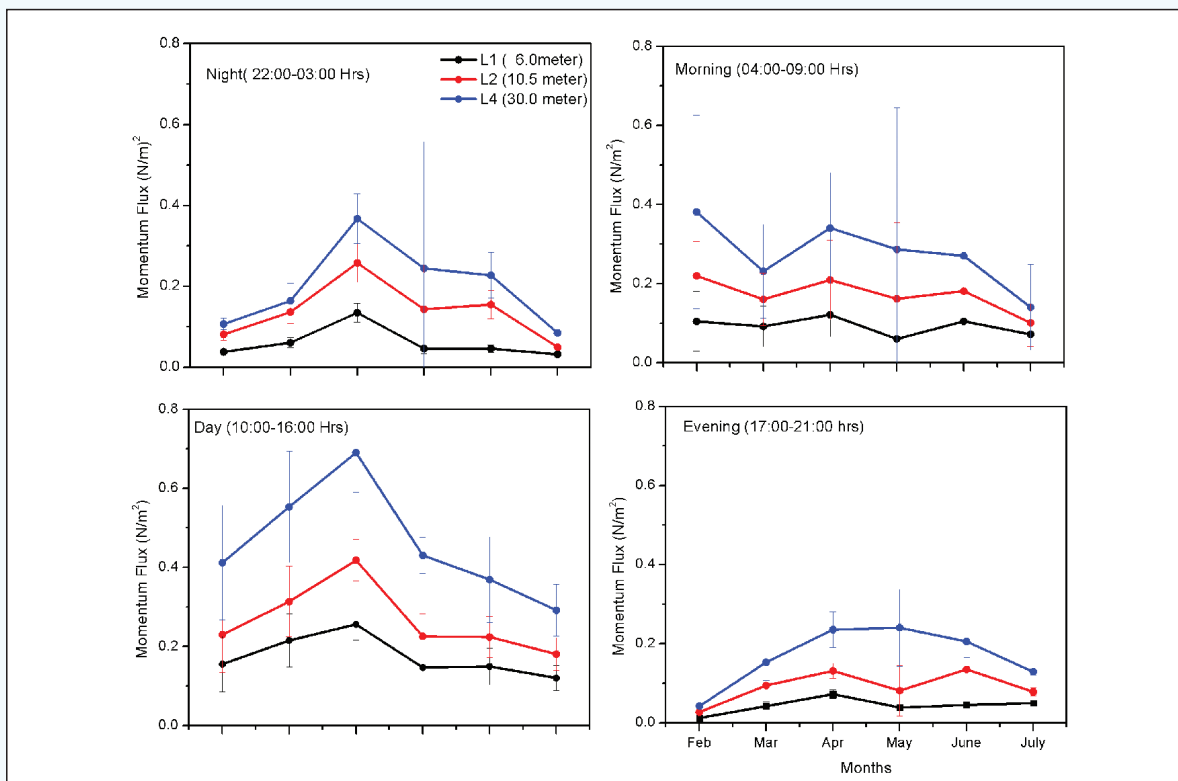 0.8
Night( 22:00-03:00 Hrs)
L1 ( 6.0meter)
L2 (10.5 meter)
L4 (30.0 meter)
0.6
0.4
0.2
0.0
Momentum Flux (N/m)²
0.8
Morning (04:00-09:00 Hrs)
0.6
0.4
0.2
0.0
Monentum Flux (N/m²)
0.8
Day (10:00-16:00 Hrs)
0.6
0.4
0.2
0.0
Momentum Flux (N/m²)
0.8
Evening (17:00-21:00 hrs)
0.6
0.4
0.2
0.0
Momentum Flux (N/m²)
Feb Mar Apr May June July
Months